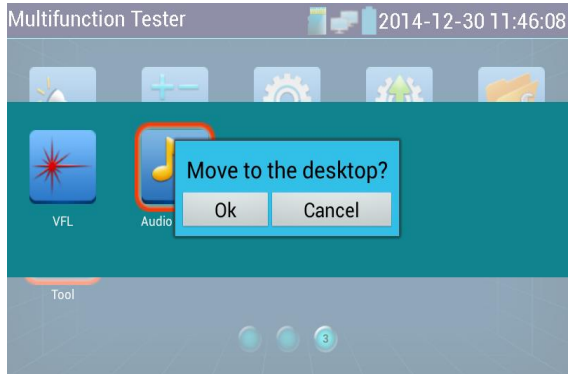 Multifunction Tester 2014-12-30 11:46:08
Move to the desktop?
Ok Cancel
VFL Audio
Tool
3